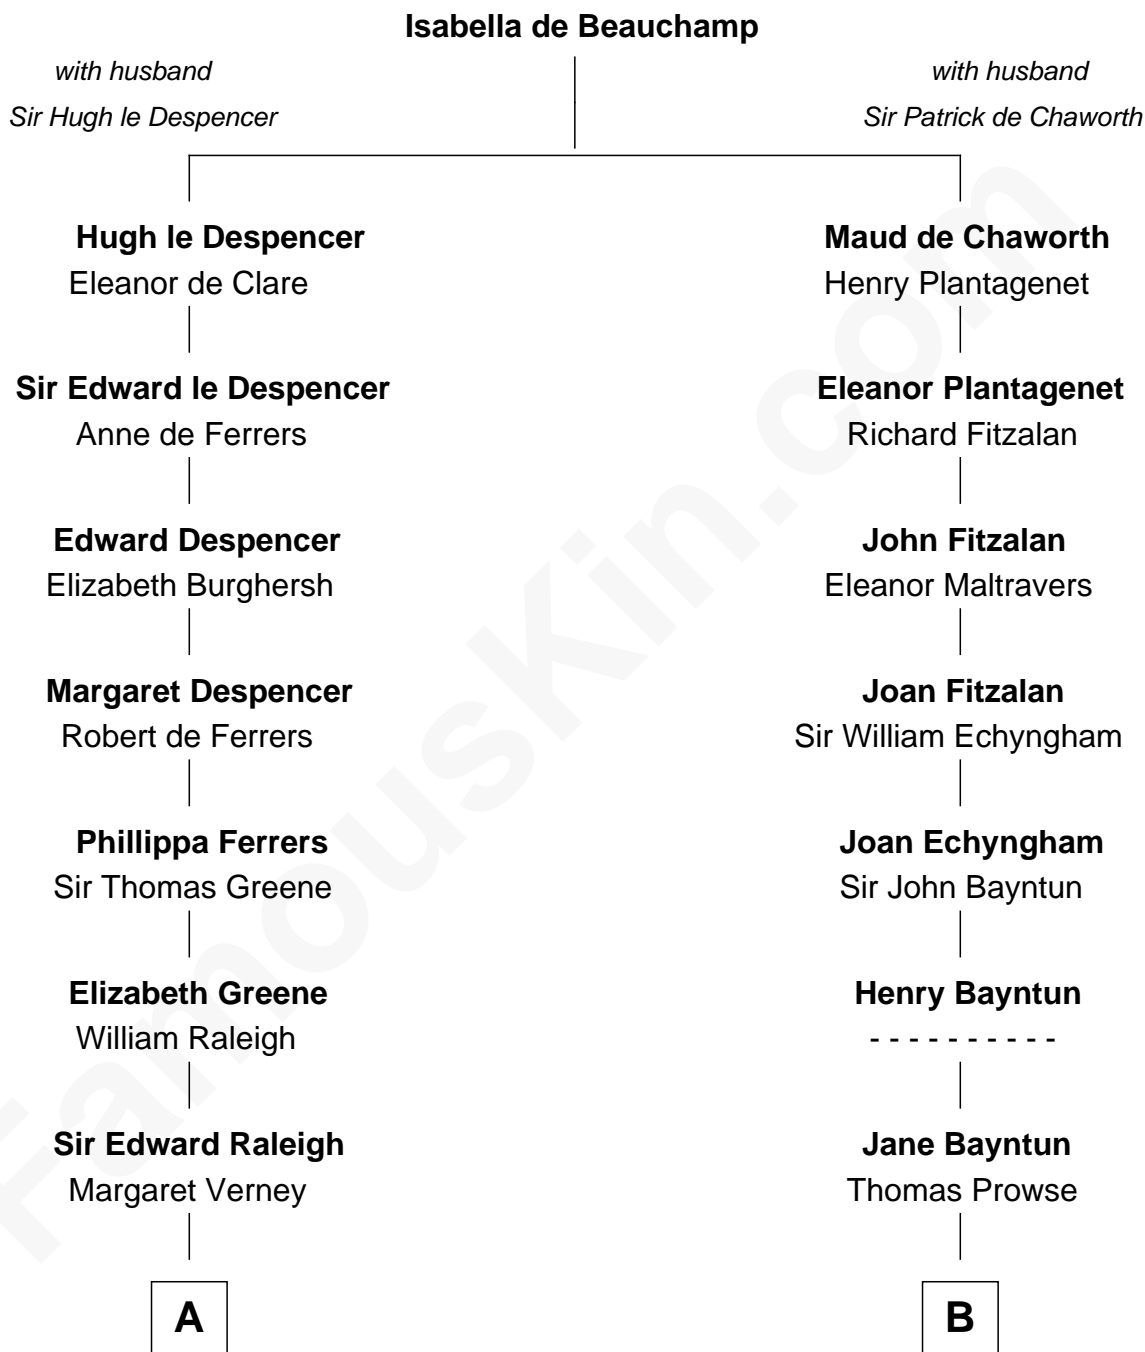 Isabella de Beauchamp
with husband
Sir Hugh le Despencer
with husband
Sir Patrick de Chaworth
Hugh le Despencer
Eleanor de Clare
Maud de Chaworth
Henry Plantagenet
Sir Edward le Despencer
Anne de Ferrers
Eleanor Plantagenet
Richard Fitzalan
Edward Despencer
Elizabeth Burghersh
John Fitzalan
Eleanor Maltravers
Margaret Despencer
Robert de Ferrers
Joan Fitzalan
Sir William Echyngham
Phillippa Ferrers
Sir Thomas Greene
Joan Echyngham
Sir John Bayntun
Elizabeth Greene
William Raleigh
Henry Bayntun
- - - - - - - - - -
Sir Edward Raleigh
Margaret Verney
Jane Bayntun
Thomas Prowse
A
B
FamousKin.com